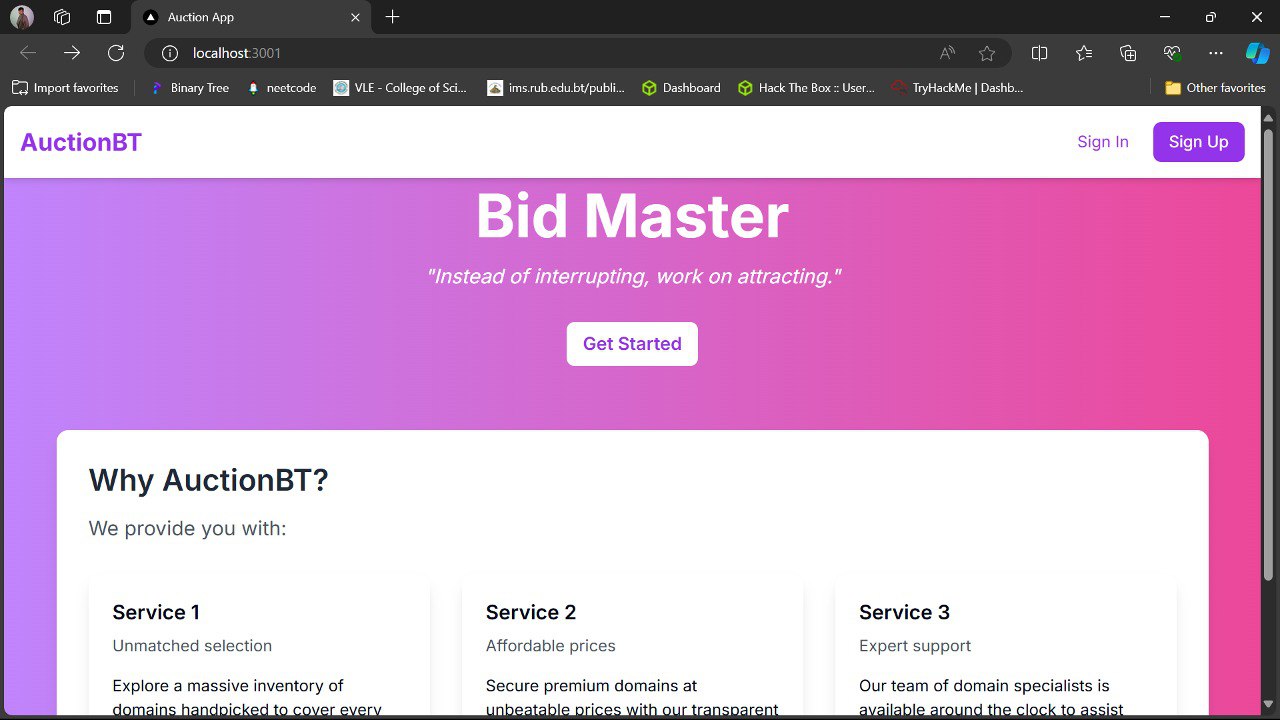 Auction App
localhost:3001
Import favorites
Binary Tree
neetcode
VLE - College of Sci...
ims.rub.edu.bt/publi...
Dashboard
Hack The Box :: User...
TryHackMe | Dashb...
Other favorites
AuctionBT
Sign In
Sign Up
Bid Master
"Instead of interrupting, work on attracting."
Get Started
Why AuctionBT?
We provide you with:
Service 1
Unmatched selection
Explore a massive inventory of
domains handpicked to cover every
Service 2
Affordable prices
Secure premium domains at
unbeatable prices with our transparent
Service 3
Expert support
Our team of domain specialists is
available around the clock to assist